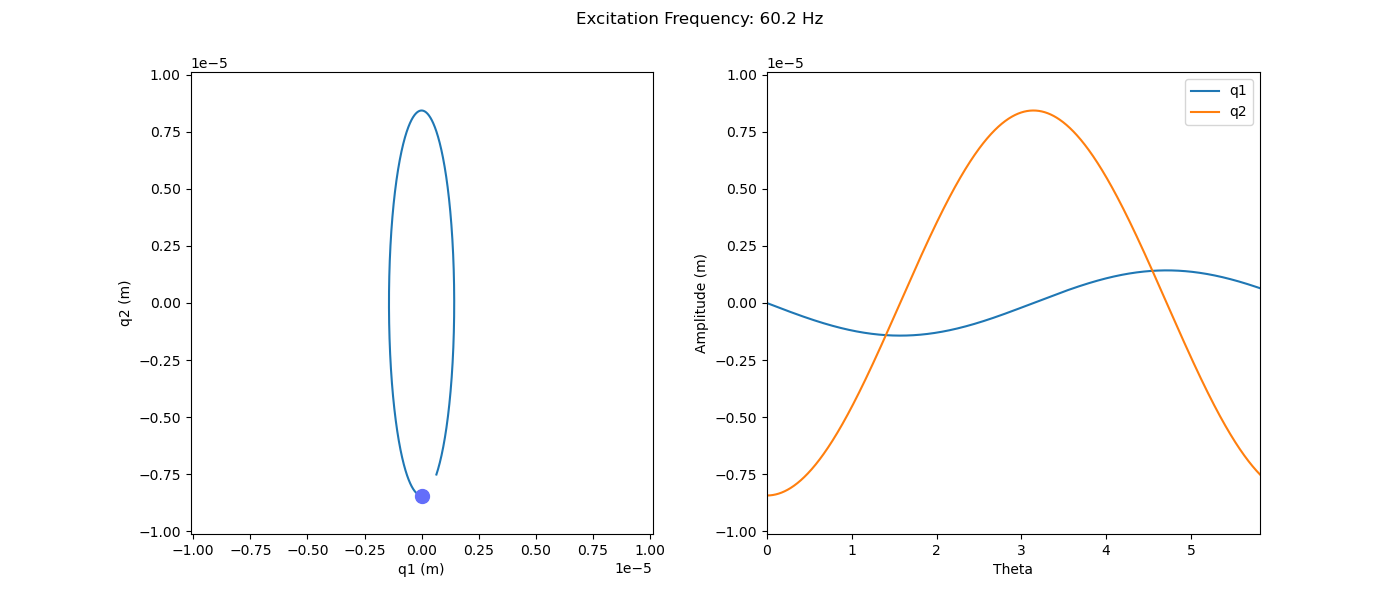 Excitation Frequency: 60.2 Hz
1e−5
1.00
0.75
0.50
0.25
0.00
−0.25
−0.50
−0.75
−1.00
q2 (m)
−1.00 −0.75 −0.50 −0.25 0.00 0.25 0.50 0.75 1.00
q1 (m)
1e−5
1e−5
1.00
0.75
0.50
0.25
0.00
−0.25
−0.50
−0.75
−1.00
Amplitude (m)
q1
q2
0 1 2 3 4 5
Theta